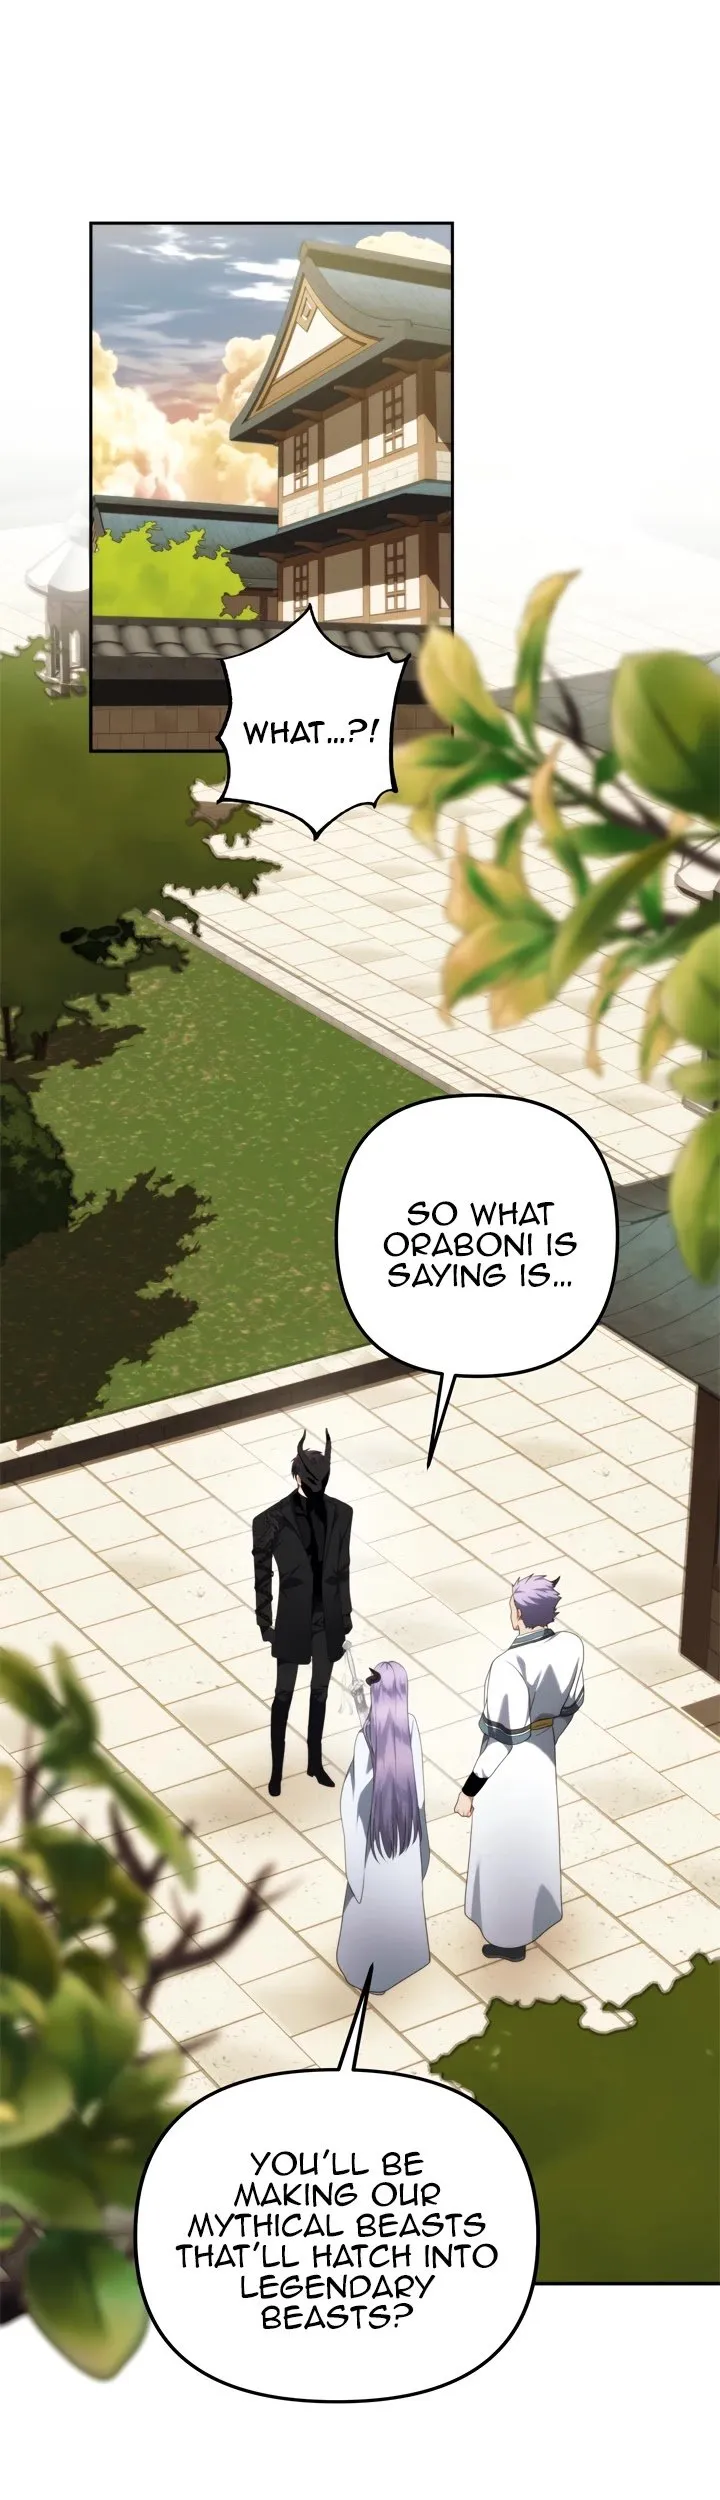 WHAT...?!
SO WHAT
ORABONI IS
SAYING IS...
YOU'LL BE
MAKING OUR
MYTHICAL BEASTS
THAT'LL HATCH INTO
LEGENDARY
BEASTS?